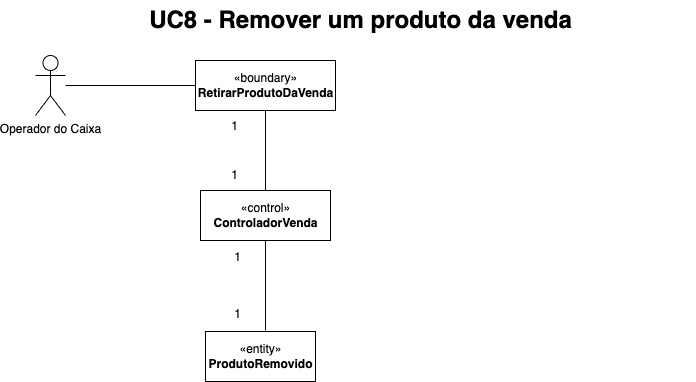 UC8 - Remover um produto da venda
«boundary»
RetirarProdutoDaVenda
Operador do Caixa
1
1
«control»
ControladorVenda
1
1
«entity»
ProdutoRemovido